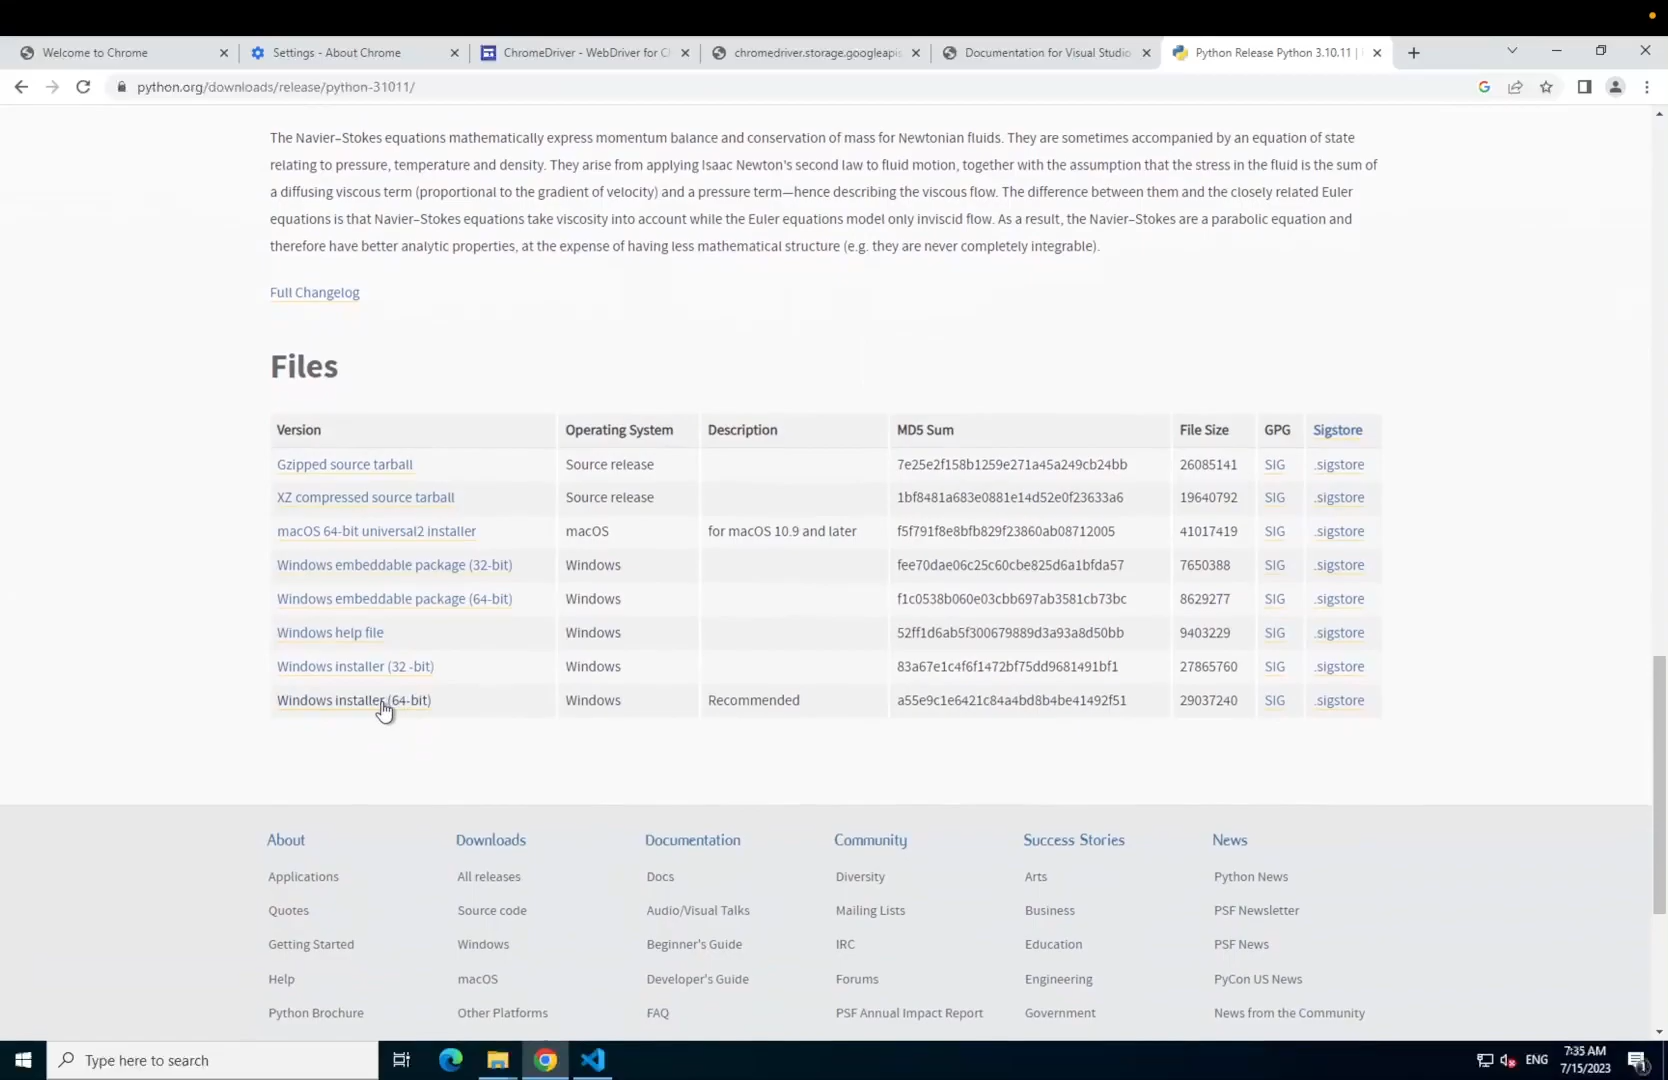 Welcome to Chrome
Settings - About Chrome
ChromeDriver - WebDriver for C
chromedriver.storage.googleapis
Documentation for Visual Studio
Python Release Python 3.10.11 |
python.org/downloads/release/python-31011/
The Navier–Stokes equations mathematically express momentum balance and conservation of mass for Newtonian fluids. They are sometimes accompanied by an equation of state
relating to pressure, temperature and density. They arise from applying Isaac Newton's second law to fluid motion, together with the assumption that the stress in the fluid is the sum of
a diffusing viscous term (proportional to the gradient of velocity) and a pressure term—hence describing the viscous flow. The difference between them and the closely related Euler
equations is that Navier–Stokes equations take viscosity into account while the Euler equations model only inviscid flow. As a result, the Navier–Stokes are a parabolic equation and
therefore have better analytic properties, at the expense of having less mathematical structure (e.g. they are never completely integrable).
Full Changelog
Files
Version Operating System Description MD5 Sum File Size GPG Sigstore
Gzipped source tarball Source release 7e25e2f158b1259e271a45a249cb24bb 26085141 SIG .sigstore
XZ compressed source tarball Source release 1bf8481a683e0881e14d52e0f23633a6 19640792 SIG .sigstore
macOS 64-bit universal2 installer macOS for macOS 10.9 and later f5f791f8e8bfb829f23860ab08712005 41017419 SIG .sigstore
Windows embeddable package (32-bit) Windows fee70dae06c25c60cbe825d6a1bfda57 7650388 SIG .sigstore
Windows embeddable package (64-bit) Windows f1c0538b060e03cbb697ab3581cb73bc 8629277 SIG .sigstore
Windows help file Windows 52ff1d6ab5f300679889d3a93a8d50bb 9403229 SIG .sigstore
Windows installer (32 -bit) Windows 83a67e1c4f6f1472bf75dd9681491bf1 27865760 SIG .sigstore
Windows installer (64-bit) Windows Recommended a55e9c1e6421c84a4bd8b4be41492f51 29037240 SIG .sigstore
About Downloads Documentation Community Success Stories News
Applications All releases Docs Diversity Arts Python News
Quotes Source code Audio/Visual Talks Mailing Lists Business PSF Newsletter
Getting Started Windows Beginner's Guide IRC Education PSF News
Help macOS Developer's Guide Forums Engineering PyCon US News
Python Brochure Other Platforms FAQ PSF Annual Impact Report Government News from the Community
Type here to search
ENG
7:35 AM
7/15/2023